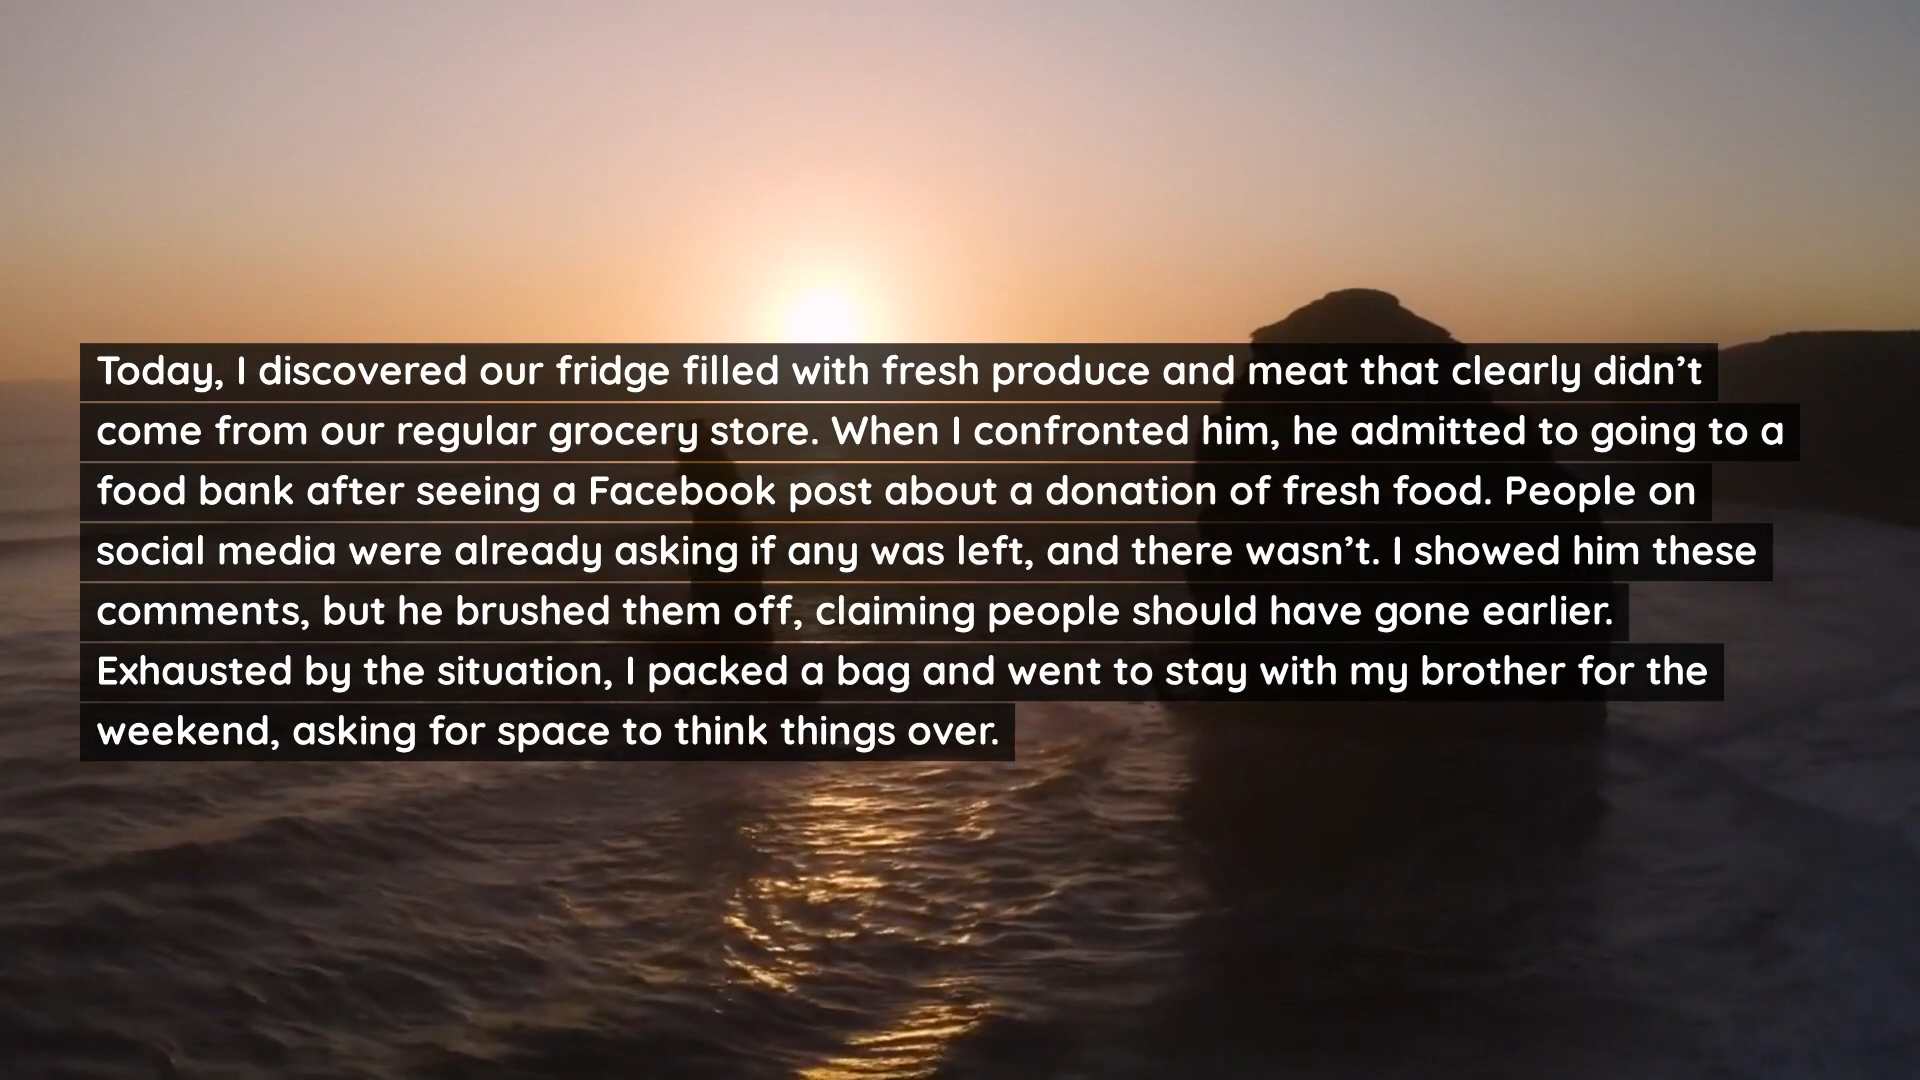 Today, I discovered our fridge filled with fresh produce and meat that clearly didn’t
come from our regular grocery store. When I confronted him, he admitted to going to a
food bank after seeing a Facebook post about a donation of fresh food. People on
social media were already asking if any was left, and there wasn’t. I showed him these
comments, but he brushed them off, claiming people should have gone earlier.
Exhausted by the situation, I packed a bag and went to stay with my brother for the
weekend, asking for space to think things over.